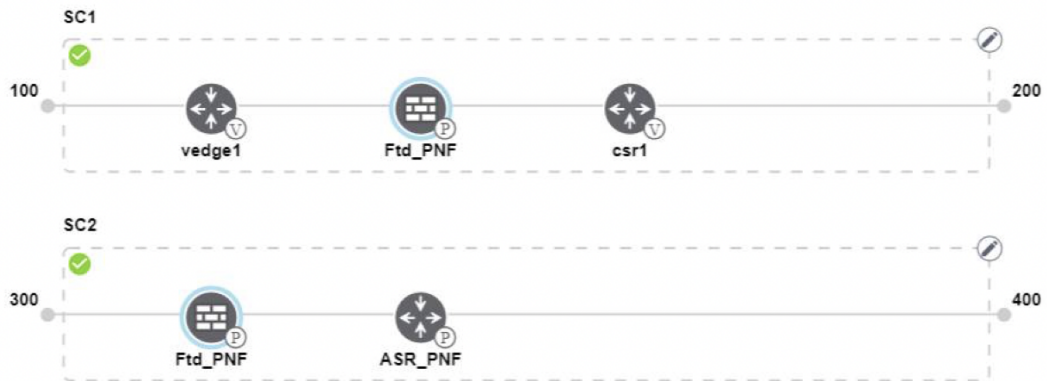 SC1
100
200
V
P
V
vedge1
Ftd_PNF
csr1
SC2
300
400
P
P
Ftd_PNF
ASR_PNF